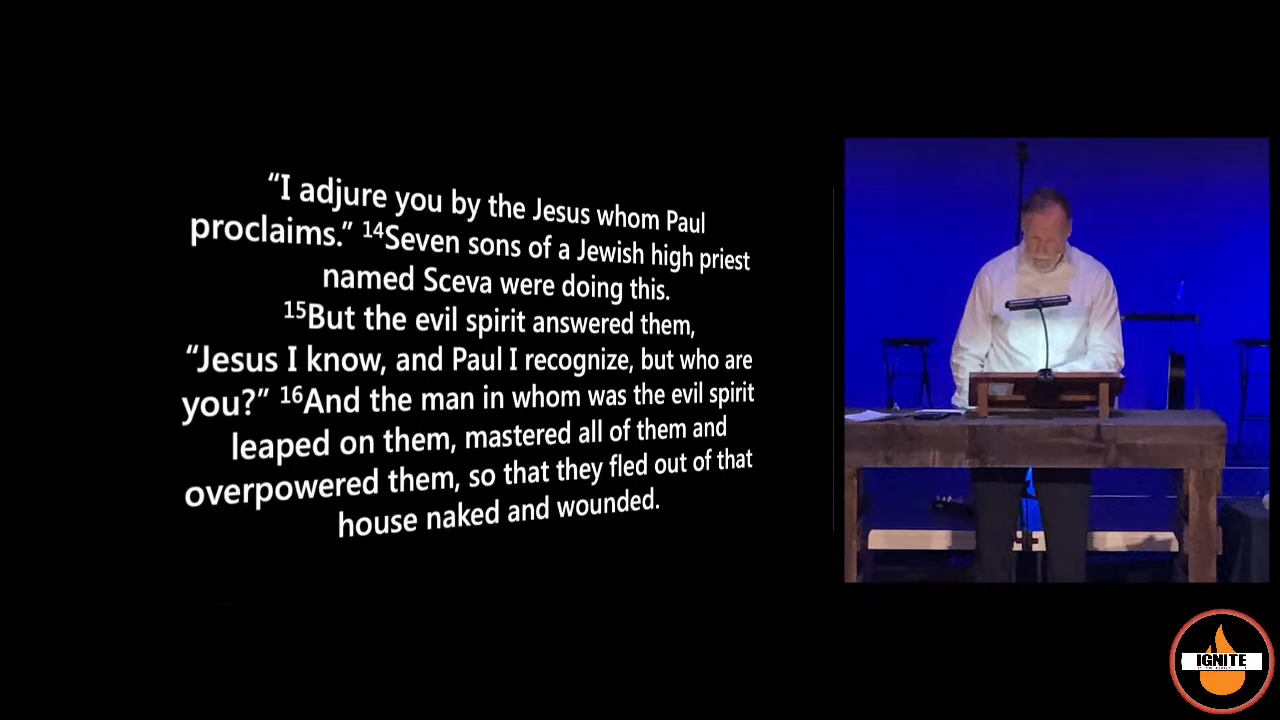 “I adjure you by the Jesus whom Paul
proclaims.” ¹⁴Seven sons of a Jewish high priest
named Sceva were doing this.
¹⁵But the evil spirit answered them,
“Jesus I know, and Paul I recognize, but who are
you?” ¹⁶And the man in whom was the evil spirit
leaped on them, mastered all of them and
overpowered them, so that they fled out of that
house naked and wounded.
IGNITE